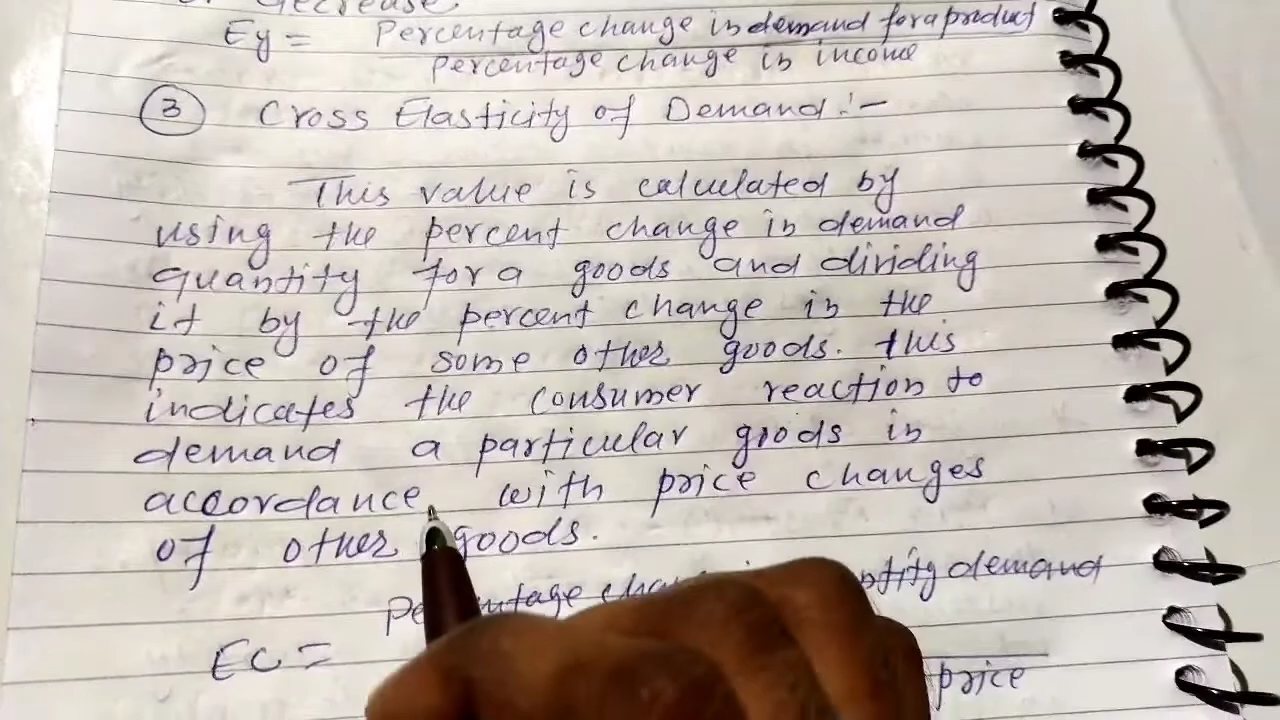 Decrease.
Ey = Percentage change in demand for a product
Percentage change in income
3 Cross Elasticity of Demand :-
This value is calculated by
using the percent change in demand
quantity for a goods and dividing
it by the percent change in the
price of some other goods. this
indicates the consumer reaction to
demand a particular goods in
accordance with price changes
of other goods.
demand
Ec =
price